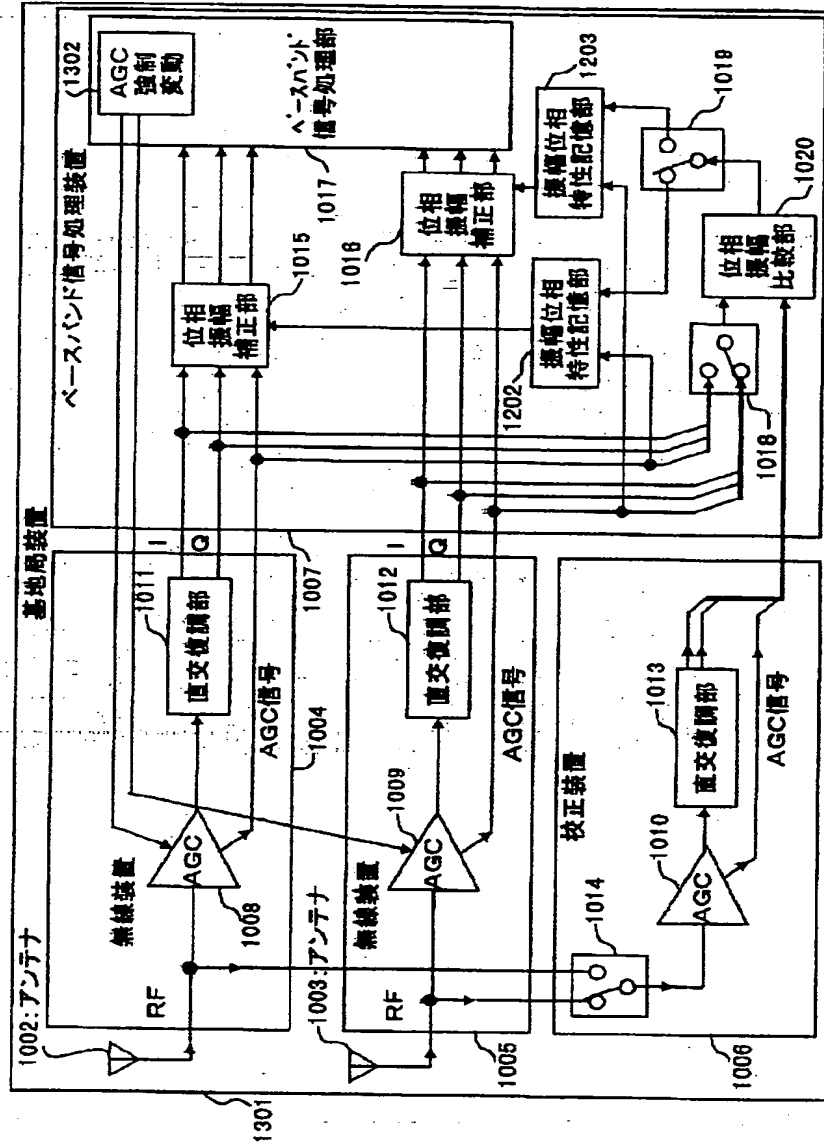 基地局装置
1301
1002:アンテナ
RF
無線装置
AGC
1008
1011
直交復調部
I
Q
AGC信号
1004
1003:アンテナ
RF
無線装置
AGC
1009
1012
直交復調部
I
Q
AGC信号
1005
校正装置
1014
AGC
1010
1013
直交復調部
AGC信号
1006
ベースバンド信号処理装置
1007
1302
AGC
強制
変動
ベースバンド
信号処理部
1017
1015
位相
振幅
補正部
1016
位相
振幅
補正部
1202
振幅位相
特性記憶部
1203
振幅位相
特性記憶部
1019
1018
位相
振幅
比較部
1020